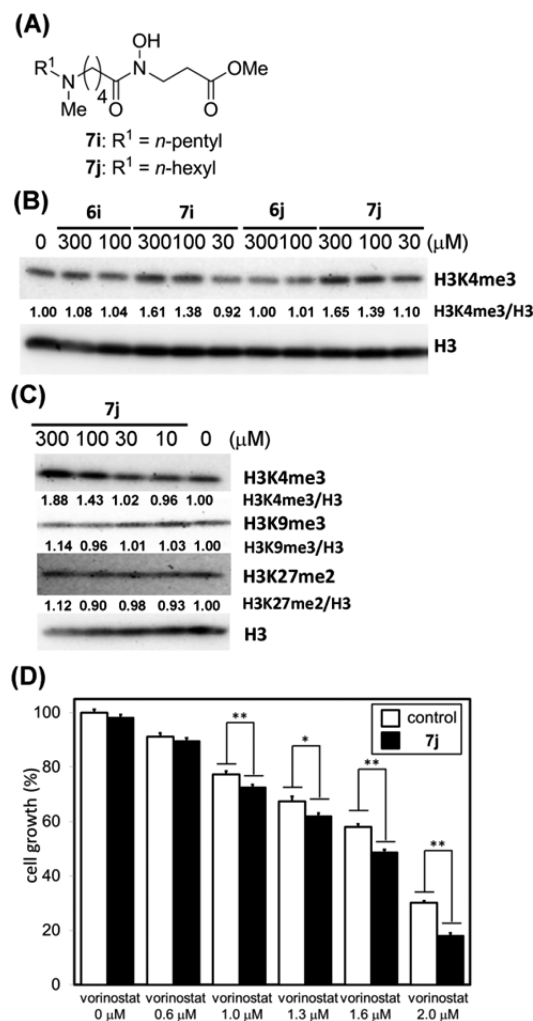 (A)
OH
R¹ N ( )4 N OMe
Me O O
7i: R¹ = n-pentyl
7j: R¹ = n-hexyl
(B)
6i 7i 6j 7j
0 300 100 300 100 30 300 100 300 100 30 (μM)
H3K4me3
1.00 1.08 1.04 1.61 1.38 0.92 1.00 1.01 1.65 1.39 1.10 H3K4me3/H3
H3
(C)
7j
300 100 30 10 0 (μM)
H3K4me3
1.88 1.43 1.02 0.96 1.00 H3K4me3/H3
H3K9me3
1.14 0.96 1.01 1.03 1.00 H3K9me3/H3
H3K27me2
1.12 0.90 0.98 0.93 1.00 H3K27me2/H3
H3
(D)
cell growth (%)
100
80
60
40
20
0
control
7j
** * ** **
vorinostat vorinostat vorinostat vorinostat vorinostat vorinostat
0 μM 0.6 μM 1.0 μM 1.3 μM 1.6 μM 2.0 μM